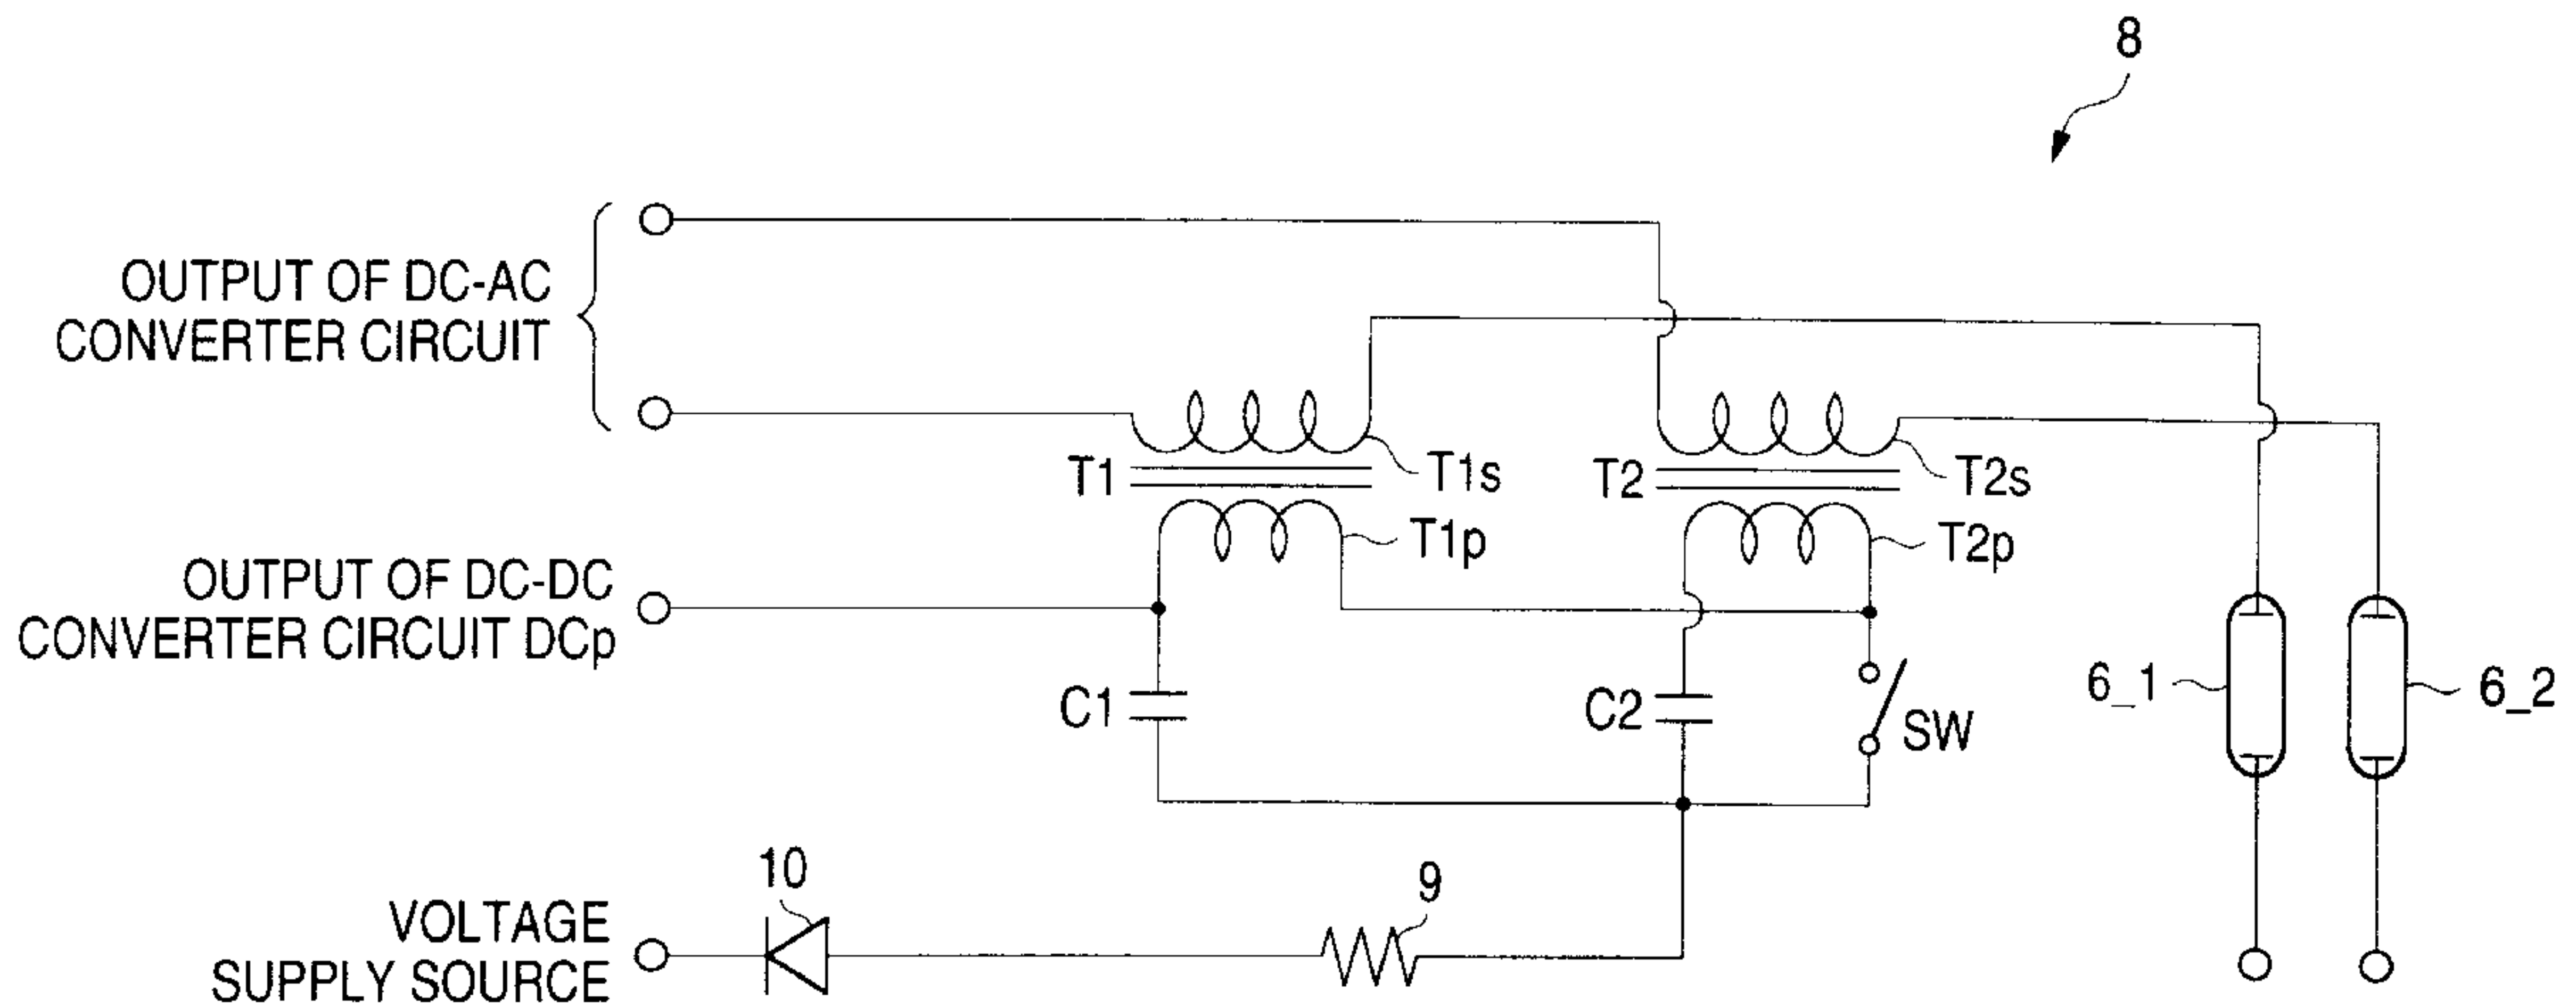 8
OUTPUT OF DC-AC
CONVERTER CIRCUIT
T1
T1s
T2
T2s
T1p
T2p
OUTPUT OF DC-DC
CONVERTER CIRCUIT DCp
C1
C2
SW
6_1
6_2
10
9
VOLTAGE
SUPPLY SOURCE